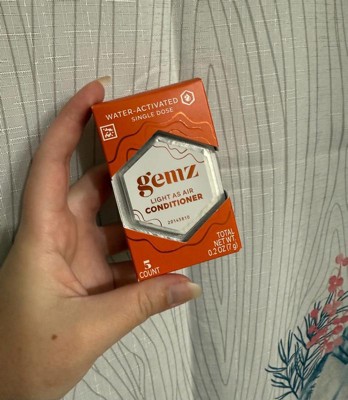 WATER-ACTIVATED
SINGLE DOSE
gemz
LIGHT AS AIR
CONDITIONER
5
COUNT
TOTAL
NET WT.
0.2 OZ (7 g)